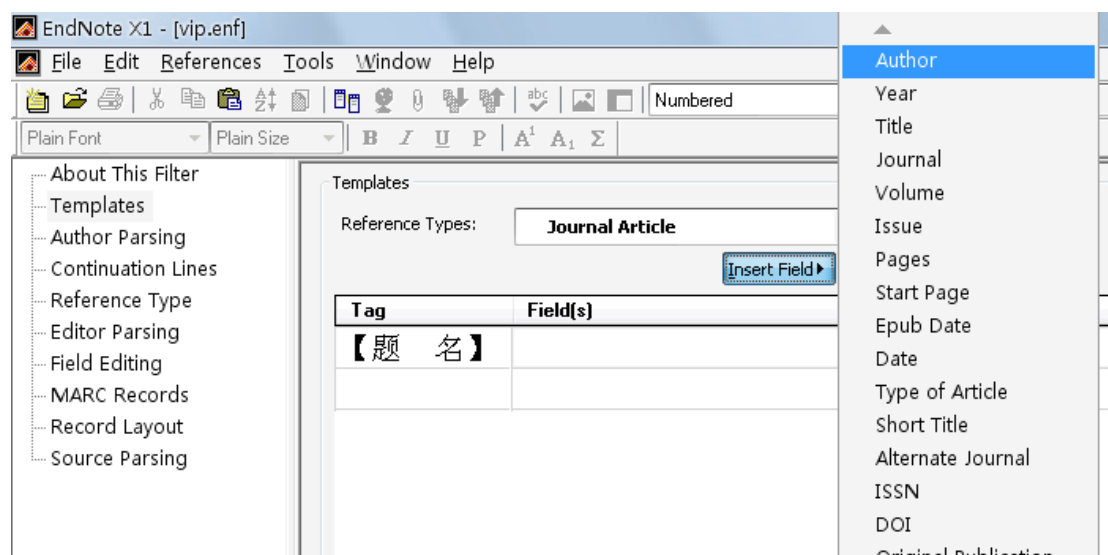 EndNote X1 - [vip.enf]
File Edit References Tools Window Help
abc Numbered
Plain Font Plain Size B I U P A¹ A₁ Σ
About This Filter
Templates
Author Parsing
Continuation Lines
Reference Type
Editor Parsing
Field Editing
MARC Records
Record Layout
Source Parsing
Templates
Reference Types: Journal Article
Insert Field
Tag Field(s)
【题 名】
Author
Year
Title
Journal
Volume
Issue
Pages
Start Page
Epub Date
Date
Type of Article
Short Title
Alternate Journal
ISSN
DOI
Original Publication